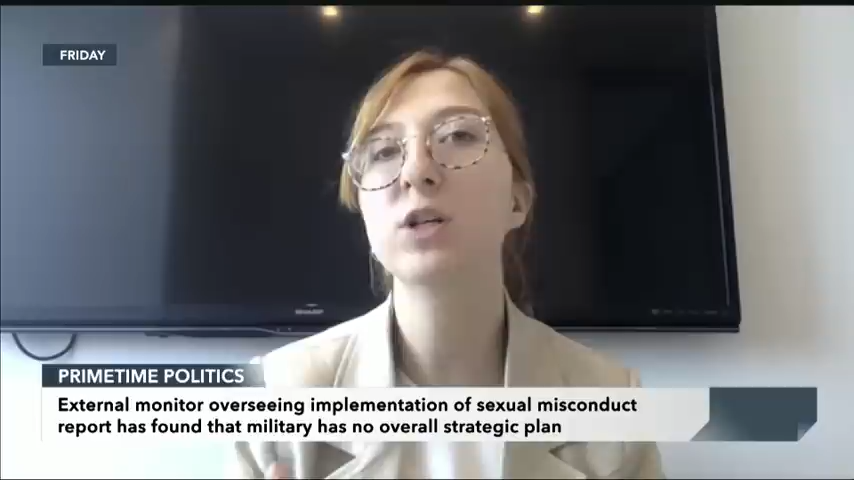 FRIDAY
SHARP
PRIMETIME POLITICS
External monitor overseeing implementation of sexual misconduct
report has found that military has no overall strategic plan